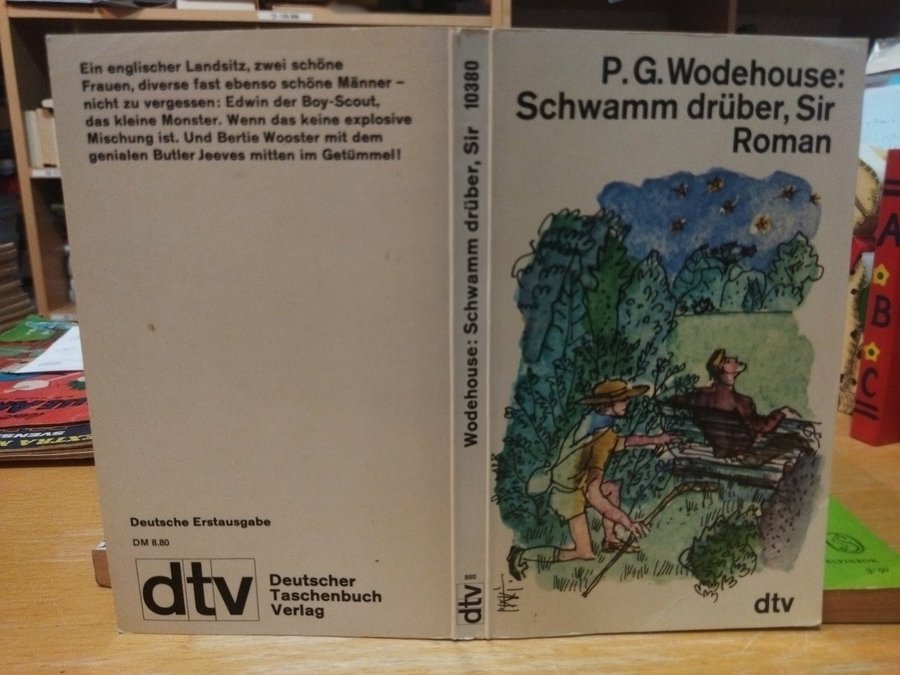 Ein englischer Landsitz, zwei schöne
Frauen, diverse fast ebenso schöne Männer –
nicht zu vergessen: Edwin der Boy-Scout,
das kleine Monster. Wenn das keine explosive
Mischung ist. Und Bertie Wooster mit dem
genialen Butler Jeeves mitten im Getümmel!
Deutsche Erstausgabe
DM 8.80
dtv
Deutscher
Taschenbuch
Verlag
Wodehouse: Schwamm drüber, Sir 10380
880
dtv
P. G. Wodehouse:
Schwamm drüber, Sir
Roman
dtv
A
B
C
EXTRA